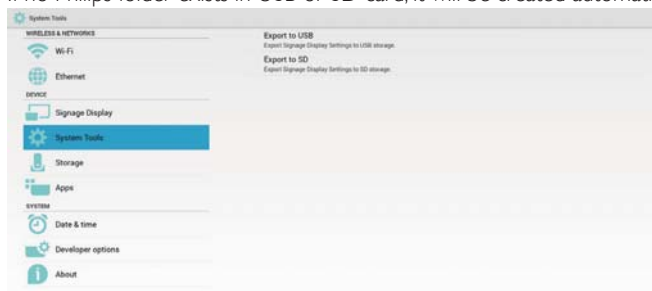 If no Philips folder exists in USB or SD card, it will be created automati
System Tools
WIRELESS & NETWORKS
Wi-Fi
Ethernet
DEVICE
Signage Display
System Tools
Storage
Apps
SYSTEM
Date & time
Developer options
About
Export to USB
Export Signage Display Settings to USB storage.
Export to SD
Export Signage Display Settings to SD storage.